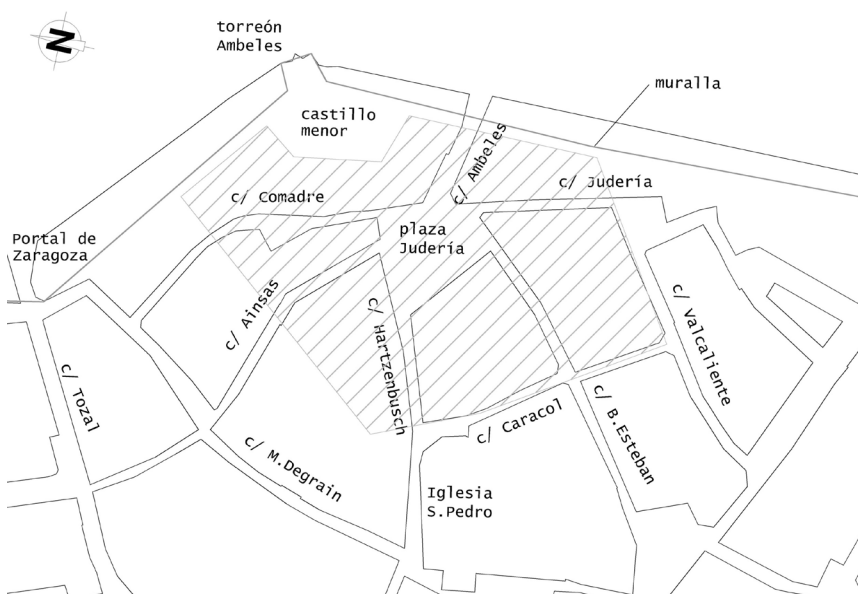 torreón
Ambeles
N
muralla
castillo
menor
c/ Ambeles
c/ Judería
c/ Comadre
plaza
Judería
Portal de
Zaragoza
c/ Ainsas
c/ Hartzenbusch
c/ Valcaliente
c/ Tozal
c/ Caracol
c/ B.Esteban
c/ M.Degrain
Iglesia
S.Pedro